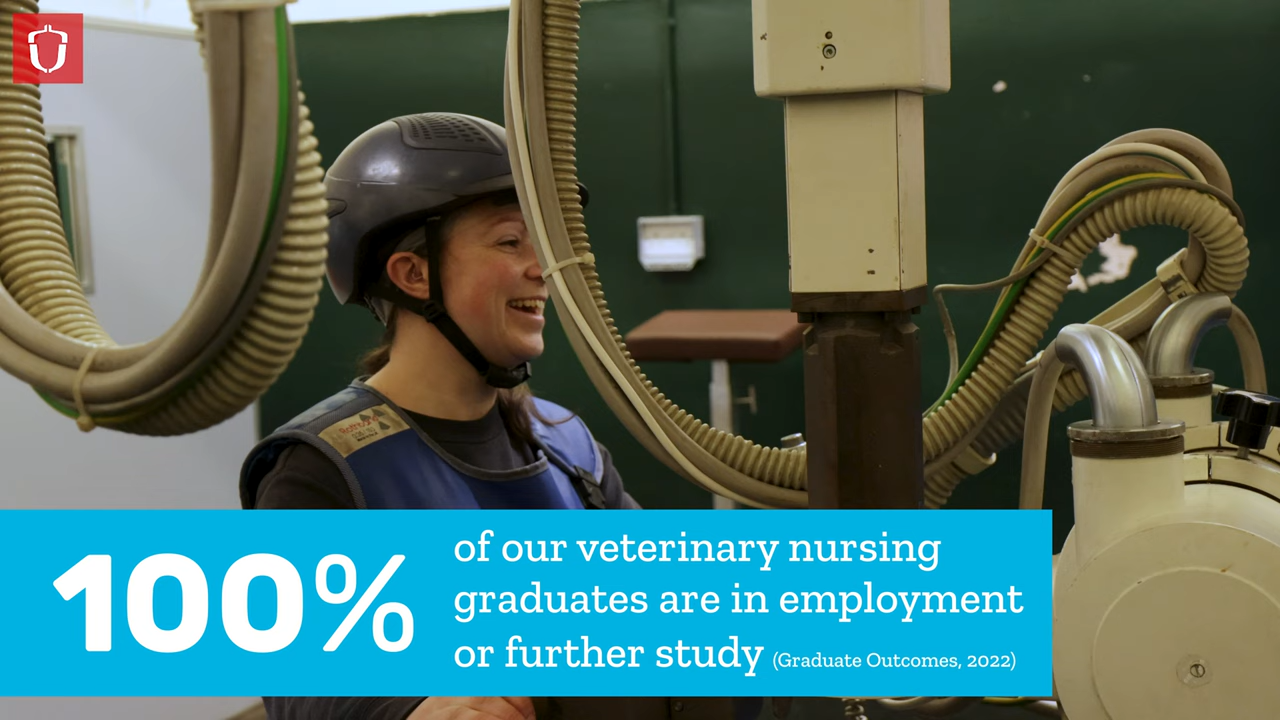 100%
of our veterinary nursing
graduates are in employment
or further study (Graduate Outcomes, 2022)